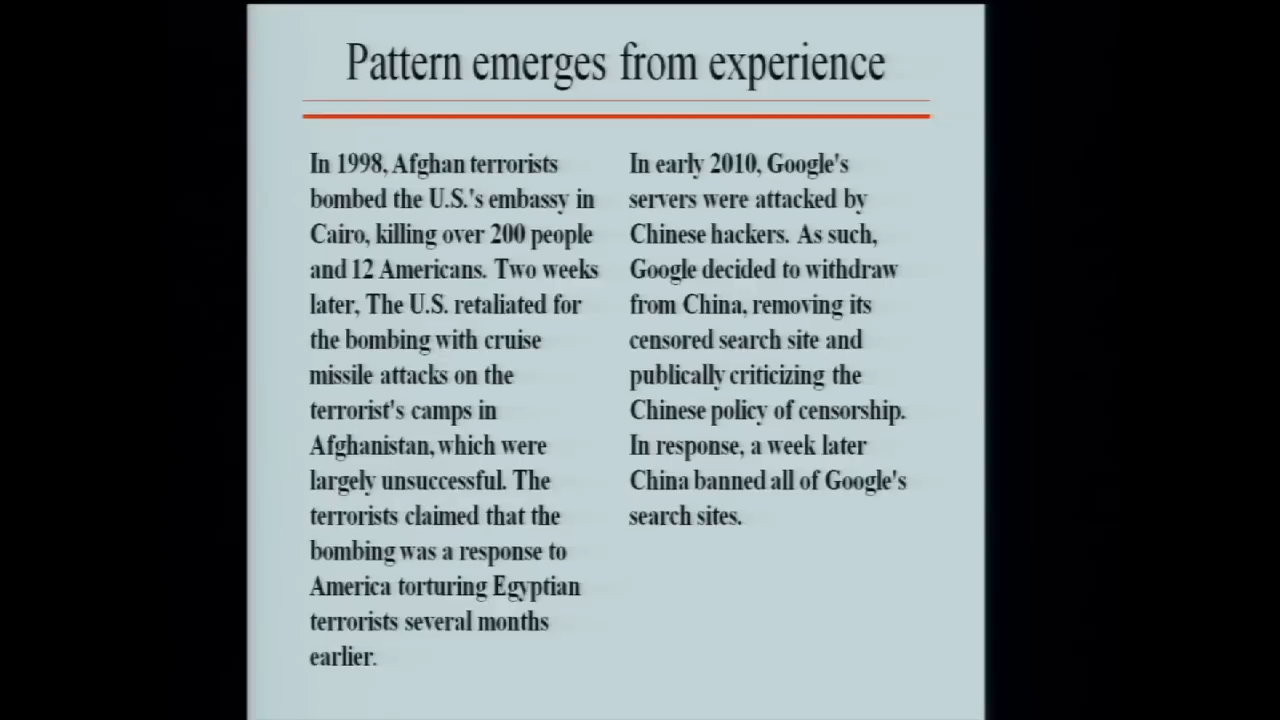 Pattern emerges from experience
In 1998, Afghan terrorists
bombed the U.S.'s embassy in
Cairo, killing over 200 people
and 12 Americans. Two weeks
later, The U.S. retaliated for
the bombing with cruise
missile attacks on the
terrorist's camps in
Afghanistan, which were
largely unsuccessful. The
terrorists claimed that the
bombing was a response to
America torturing Egyptian
terrorists several months
earlier.
In early 2010, Google's
servers were attacked by
Chinese hackers. As such,
Google decided to withdraw
from China, removing its
censored search site and
publically criticizing the
Chinese policy of censorship.
In response, a week later
China banned all of Google's
search sites.